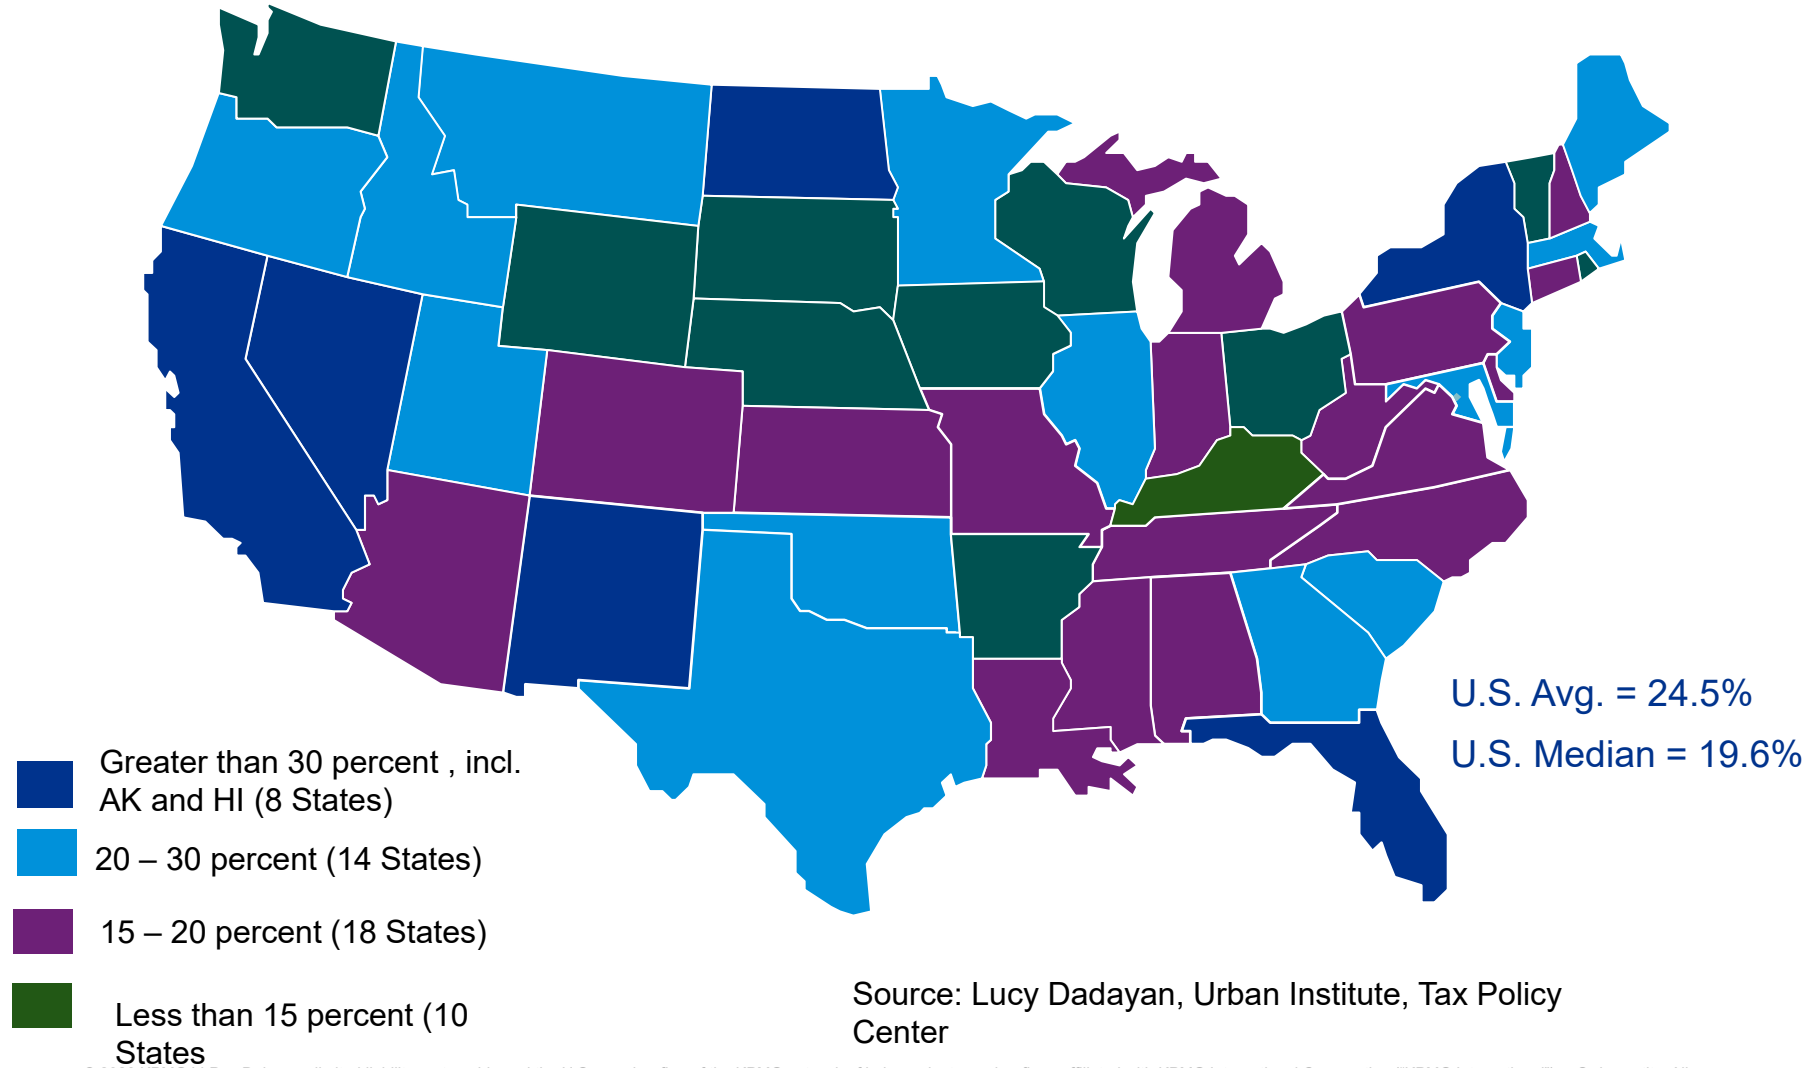 U.S. Avg. = 24.5%
U.S. Median = 19.6%
Greater than 30 percent , incl.
AK and HI (8 States)
20 – 30 percent (14 States)
15 – 20 percent (18 States)
Less than 15 percent (10
States
Source: Lucy Dadayan, Urban Institute, Tax Policy
Center